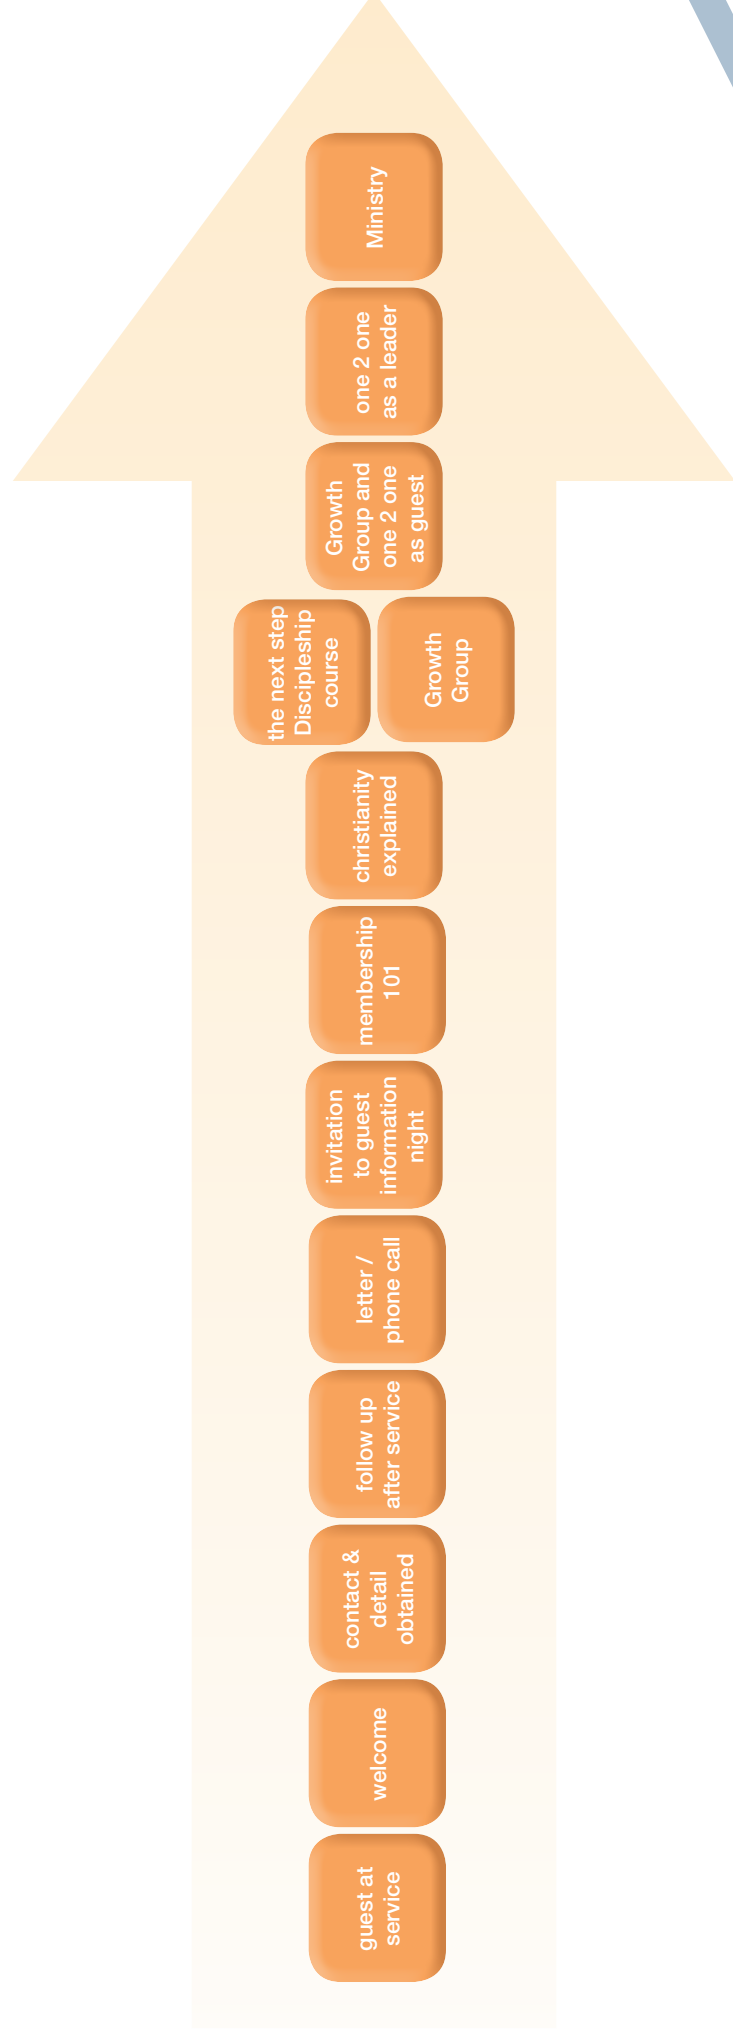 guest at
service
welcome
contact &
detail
obtained
follow up
after service
letter /
phone call
invitation
to guest
information
night
membership
101
christianity
explained
the next step
Discipleship
course
Growth
Group
Growth
Group and
one 2 one
as guest
one 2 one
as a leader
Ministry